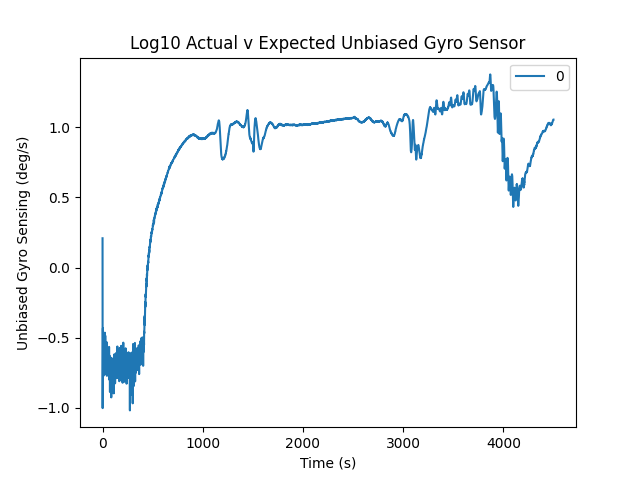 Log10 Actual v Expected Unbiased Gyro Sensor
0
1.0
0.5
0.0
−0.5
−1.0
Unbiased Gyro Sensing (deg/s)
0 1000 2000 3000 4000
Time (s)